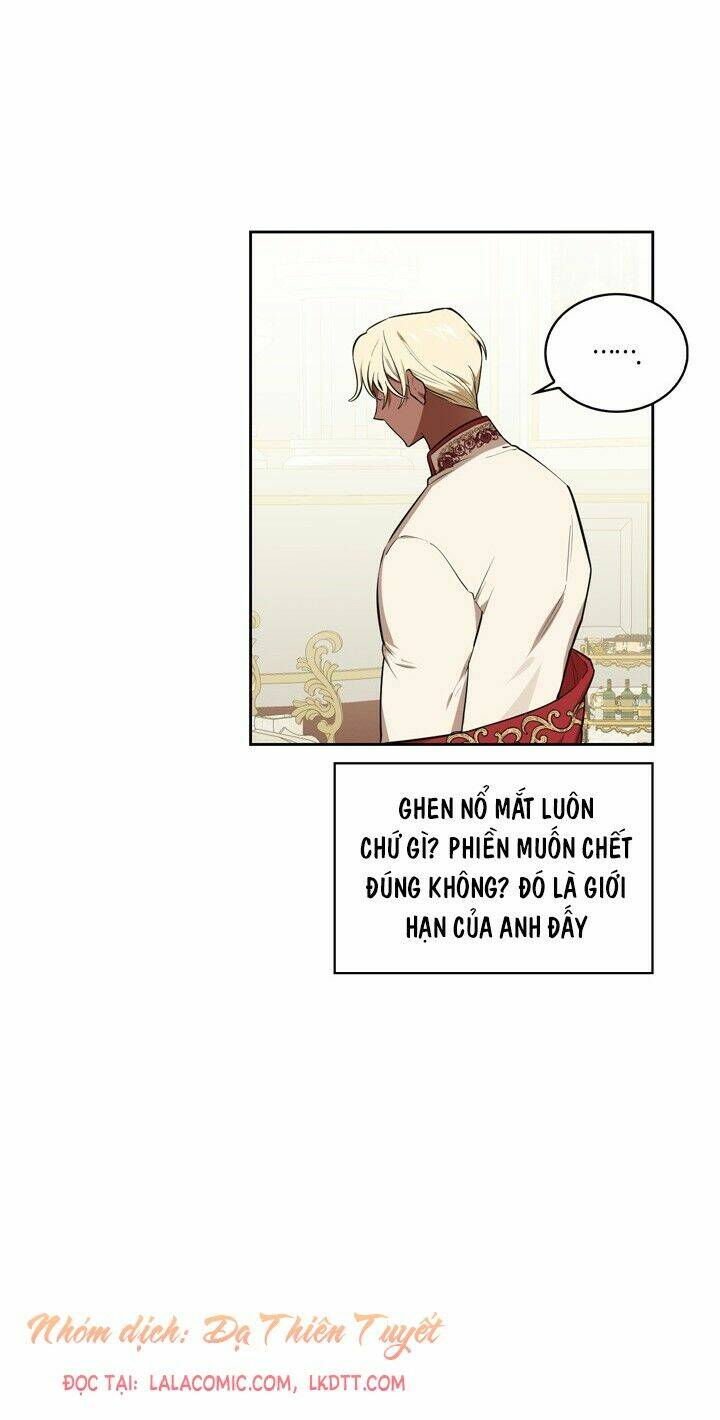 .......
GHEN NỔ MẮT LUÔN
CHỨ GÌ? PHIỀN MUỐN CHẾT
ĐÚNG KHÔNG? ĐÓ LÀ GIỚI
HẠN CỦA ANH ĐẤY
Nhóm dịch: Dạ Thiên Tuyết
ĐỌC TẠI: LALACOMIC.COM, LKDTT.COM